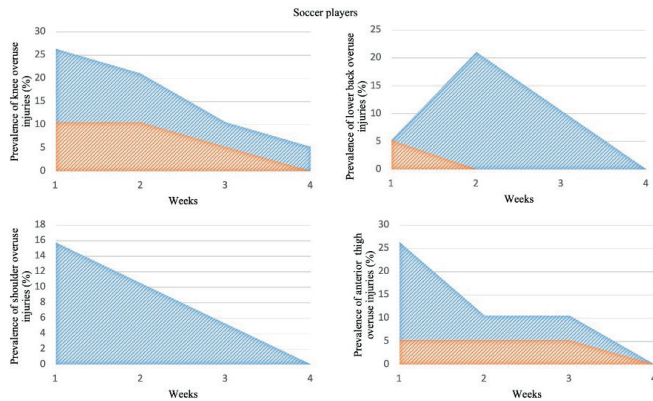 Soccer players
Prevalence of knee overuse
injuries (%)
30
25
20
15
10
5
0
1 2 3 4
Weeks
Prevalence of lower back overuse
injuries (%)
25
20
15
10
5
0
1 2 3 4
Weeks
Prevalence of shoulder overuse
injuries (%)
18
16
14
12
10
8
6
4
2
0
1 2 3 4
Weeks
Prevalence of anterior thigh
overuse injuries (%)
30
25
20
15
10
5
0
1 2 3 4
Weeks